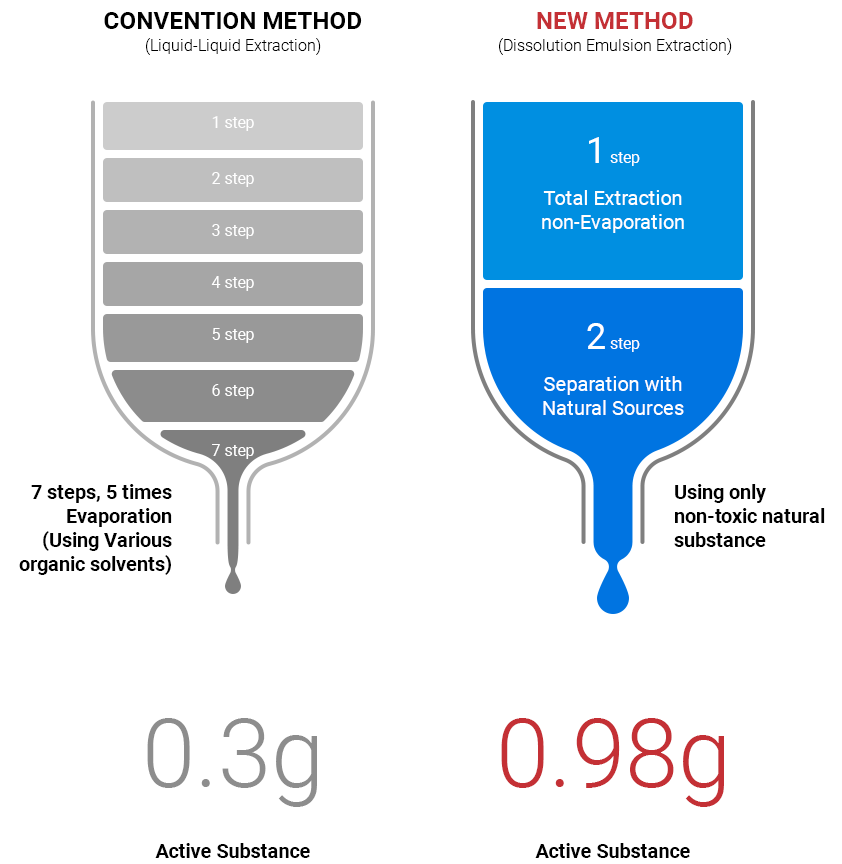 CONVENTION METHOD
(Liquid-Liquid Extraction)
1 step
2 step
3 step
4 step
5 step
6 step
7 step
7 steps, 5 times
Evaporation
(Using Various
organic solvents)
0.3g
Active Substance
NEW METHOD
(Dissolution Emulsion Extraction)
1 step
Total Extraction
non-Evaporation
2 step
Separation with
Natural Sources
Using only
non-toxic natural
substance
0.98g
Active Substance